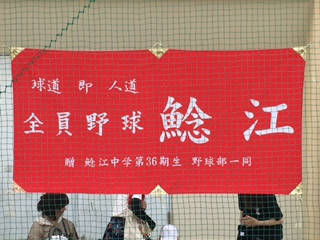 球道 即 人道
全員野球 鯰江
贈 鯰江中学第36期生 野球部一同